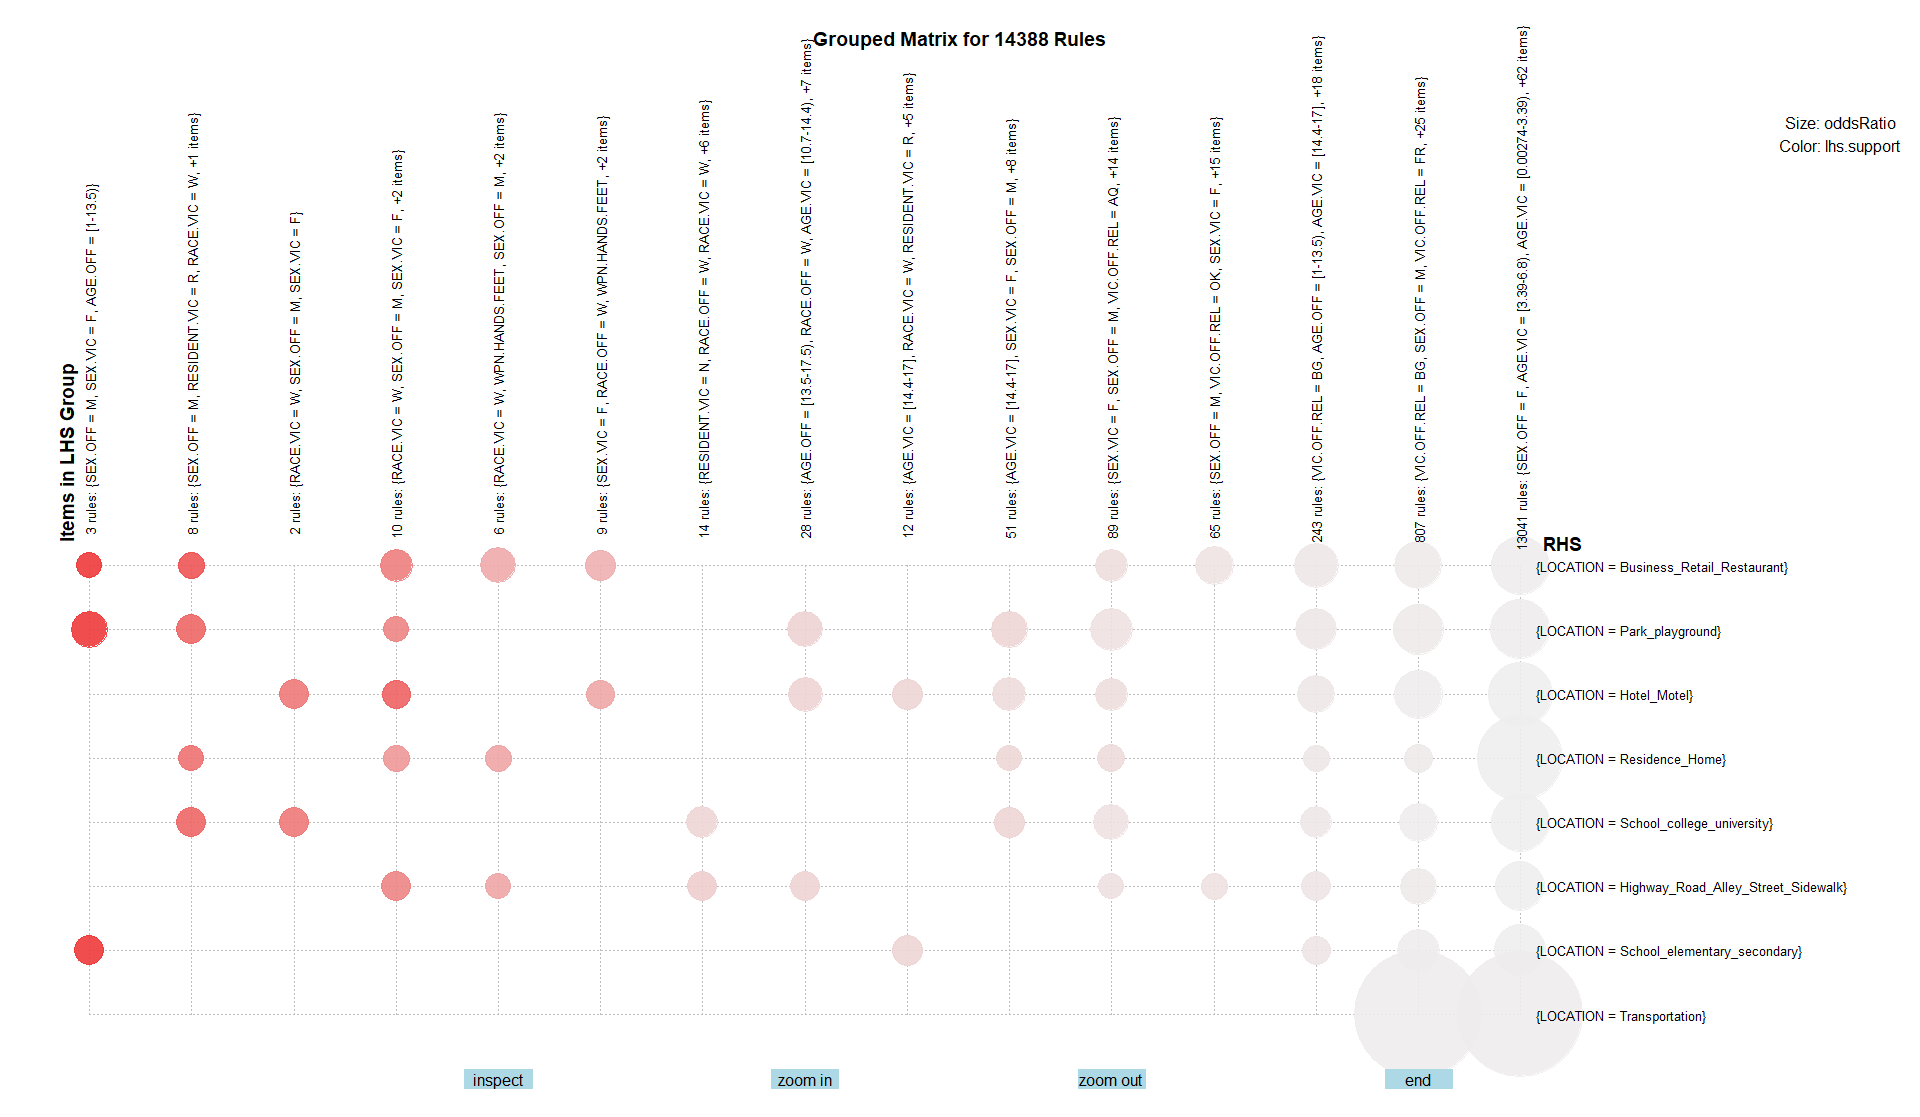 Grouped Matrix for 14388 Rules
Size: oddsRatio
Color: lhs.support
Items in LHS Group
3 rules: {SEX.OFF = M, SEX.VIC = F, AGE.OFF = [1-13.5)}
8 rules: {SEX.OFF = M, RESIDENT.VIC = R, RACE.VIC = W, +1 items}
2 rules: {RACE.VIC = W, SEX.OFF = M, SEX.VIC = F}
10 rules: {RACE.VIC = W, SEX.OFF = M, SEX.VIC = F, +2 items}
6 rules: {RACE.VIC = W, WPN.HANDS.FEET, SEX.OFF = M, +2 items}
9 rules: {SEX.VIC = F, RACE.OFF = W, WPN.HANDS.FEET, +2 items}
14 rules: {RESIDENT.VIC = N, RACE.OFF = W, RACE.VIC = W, +6 items}
28 rules: {AGE.OFF = [13.5-17.5), RACE.OFF = W, AGE.VIC = [10.7-14.4), +7 items}
12 rules: {AGE.VIC = [14.4-17], RACE.VIC = W, RESIDENT.VIC = R, +5 items}
51 rules: {AGE.VIC = [14.4-17], SEX.VIC = F, SEX.OFF = M, +8 items}
89 rules: {SEX.VIC = F, SEX.OFF = M, VIC.OFF.REL = AQ, +14 items}
65 rules: {SEX.OFF = M, VIC.OFF.REL = OK, SEX.VIC = F, +15 items}
243 rules: {VIC.OFF.REL = BG, AGE.OFF = [1-13.5), AGE.VIC = [14.4-17], +18 items}
807 rules: {VIC.OFF.REL = BG, SEX.OFF = M, VIC.OFF.REL = FR, +25 items}
13041 rules: {SEX.OFF = F, AGE.VIC = [3.39-6.8), AGE.VIC = [0.00274-3.39), +62 items}
RHS
{LOCATION = Business_Retail_Restaurant}
{LOCATION = Park_playground}
{LOCATION = Hotel_Motel}
{LOCATION = Residence_Home}
{LOCATION = School_college_university}
{LOCATION = Highway_Road_Alley_Street_Sidewalk}
{LOCATION = School_elementary_secondary}
{LOCATION = Transportation}
inspect
zoom in
zoom out
end